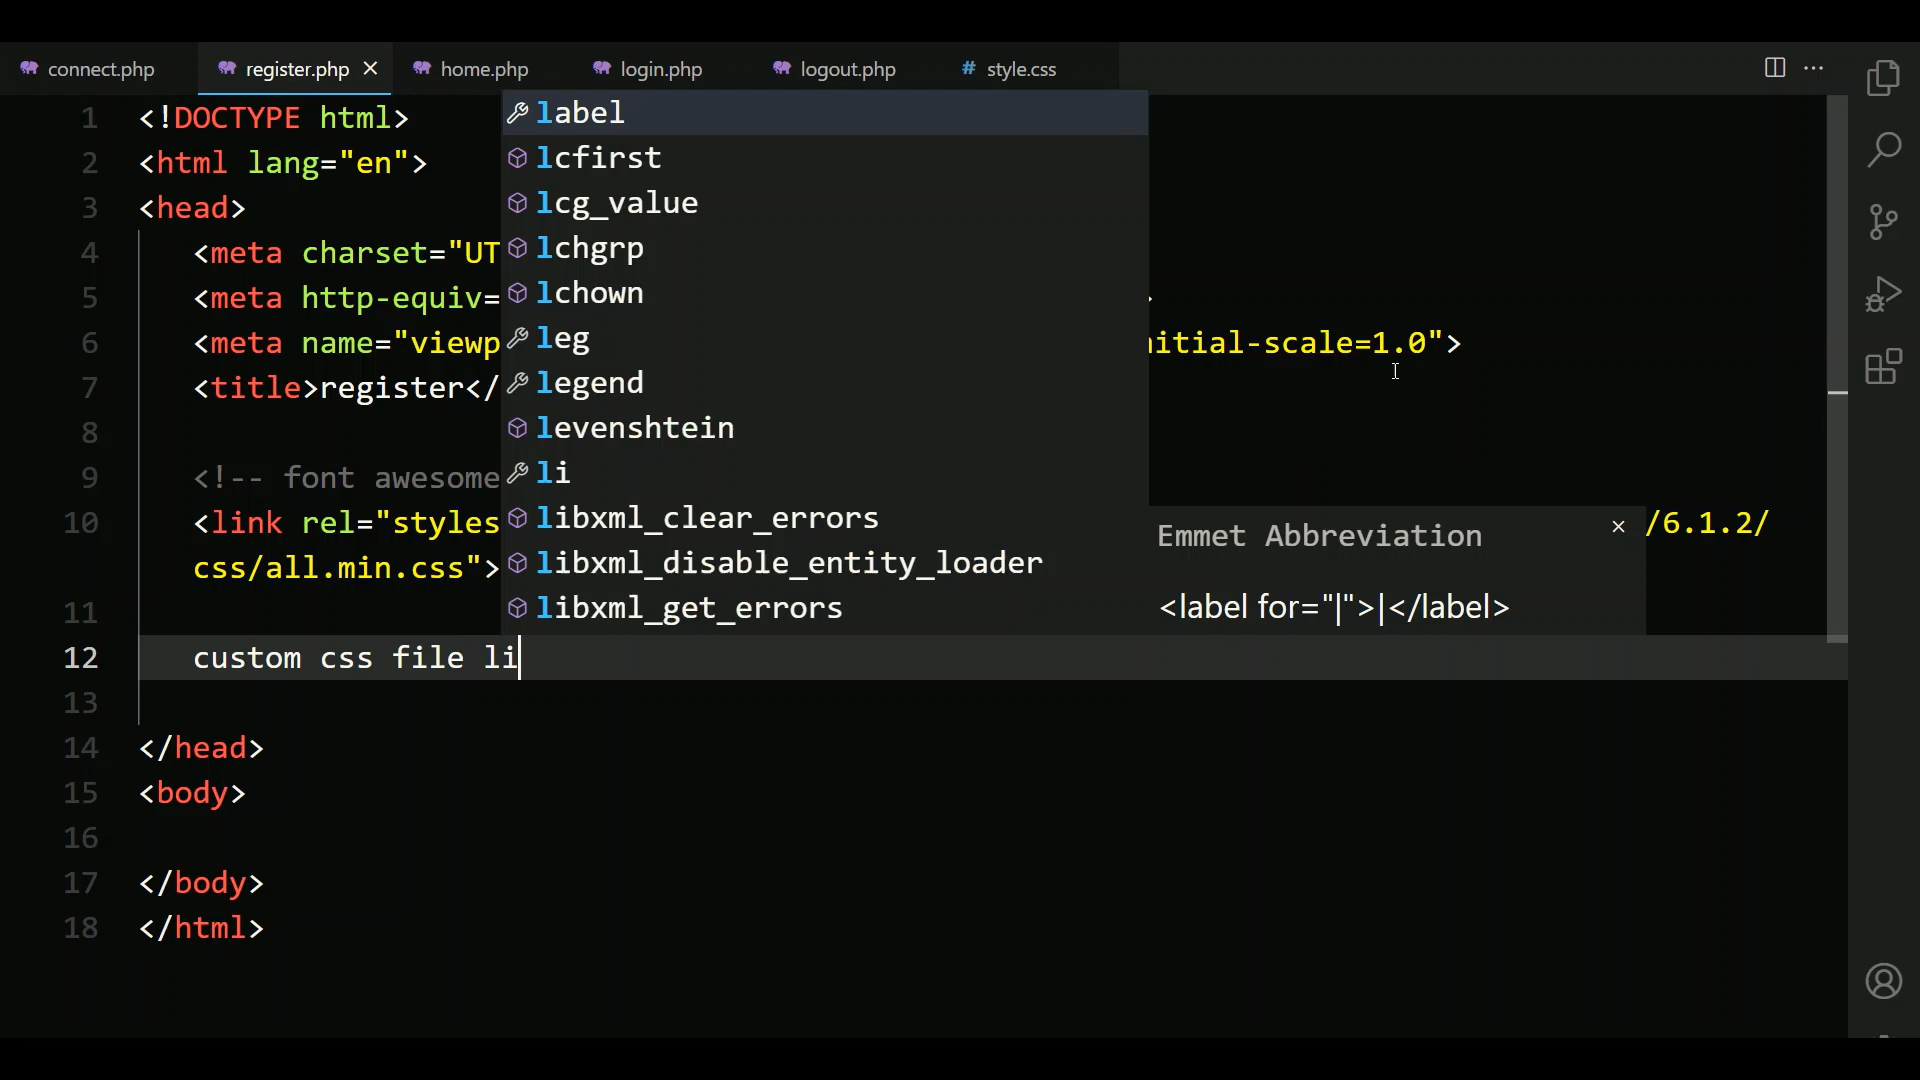 connect.php register.php home.php login.php logout.php # style.css
1 <!DOCTYPE html>
2 <html lang="en">
3 <head>
4 <meta charset="UT
5 <meta http-equiv=
6 <meta name="viewp nitial-scale=1.0">
7 <title>register</
8
9 <!-- font awesome
10 <link rel="styles /6.1.2/
css/all.min.css">
11
12 custom css file li
13
14 </head>
15 <body>
16
17 </body>
18 </html>
label
lcfirst
lcg_value
lchgrp
lchown
leg
legend
levenshtein
li
libxml_clear_errors
libxml_disable_entity_loader
libxml_get_errors
Emmet Abbreviation
<label for="|">|</label>